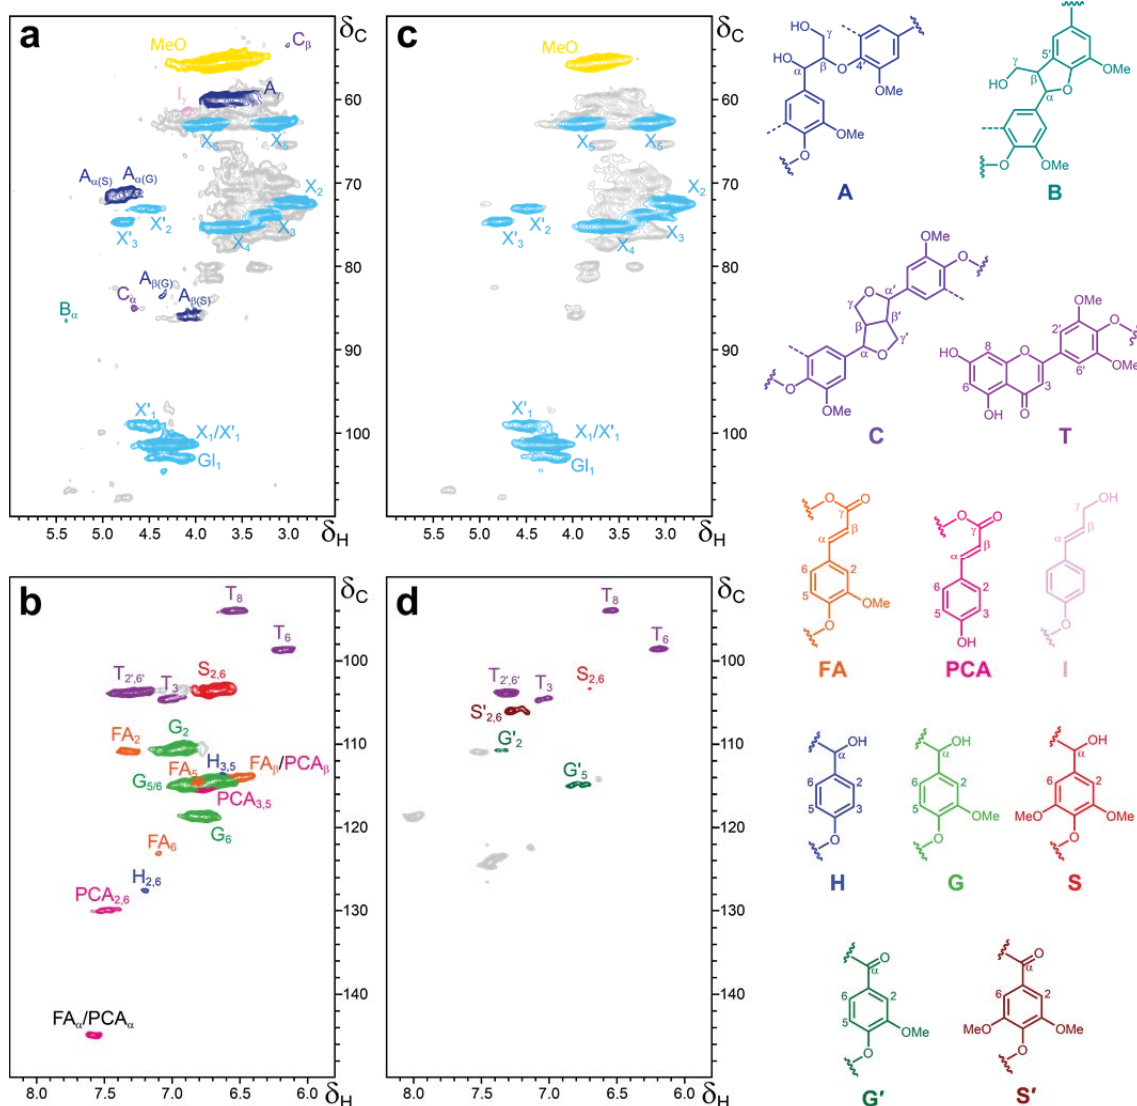 a
δC
MeO
Cβ
Iγ
Aγ
60
X5
X5
Aα(S)
Aα(G)
70
X2
X'3
X'2
X4
X3
80
Aβ(G)
Cα
Aβ(S)
Bα
90
X'1
X1/X'1
100
Gl1
5.5 5.0 4.5 4.0 3.5 3.0 δH
c
δC
MeO
X5
X5
60
70
X2
X'3
X'2
X4
X3
80
90
X'1
X1/X'1
100
Gl1
5.5 5.0 4.5 4.0 3.5 3.0 δH
HO
γ
HO
α
β
O
4'
OMe
OMe
O
A
5'
γ
HO
β
α
O
OMe
OMe
O
B
OMe
O
O
α'
γ
β'
β
γ'
α
O
O
OMe
C
OMe
2'
O
HO
8
O
6'
OMe
6
3
OH
O
T
b
δC
T8
T6
100
T2',6'
T3
S2,6
FA2
G2
110
G5/6
FA5
H3,5
FAβ/PCAβ
PCA3,5
G6
120
FA6
H2,6
PCA2,6
130
140
FAα/PCAα
8.0 7.5 7.0 6.5 6.0 δH
d
δC
T8
T6
100
T2',6'
T3
S2,6
S'2,6
G'2
110
G'5
120
130
140
8.0 7.5 7.0 6.5 6.0 δH
O
O
γ
β
α
6
2
5
OMe
O
FA
O
O
γ
β
α
6
2
5
3
OH
PCA
OH
γ
β
α
O
I
OH
α
6
2
5
3
O
H
OH
α
6
2
5
OMe
O
G
OH
α
6
2
MeO
OMe
O
S
O
α
6
2
5
OMe
O
G'
O
α
6
2
MeO
OMe
O
S'